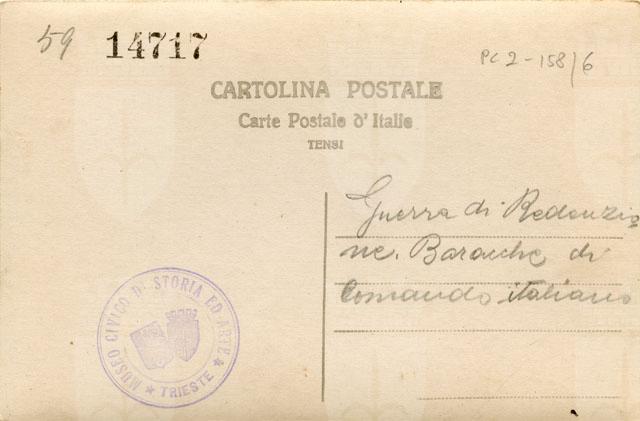 59 14717
PC 2-158/6
CARTOLINA POSTALE
Carte Postale d'Italie
TENSI
Guerra di Redenzio
ne. Baracche di
Comando italiano
MUSEO CIVICO DI STORIA ED ARTE ★ TRIESTE ★